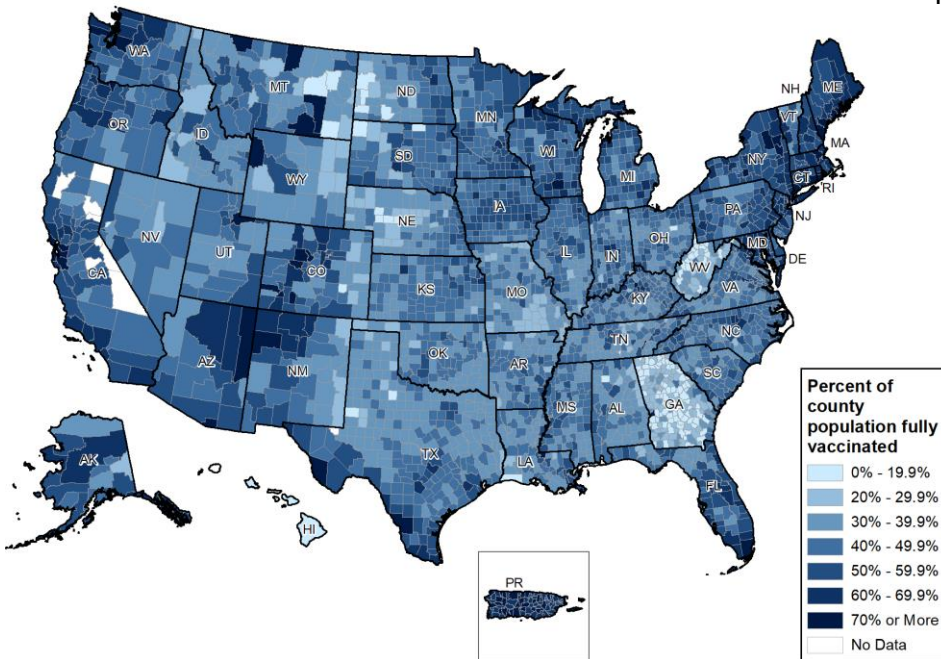 WA
MT
ND
MN
OR
ID
WY
SD
WI
MI
NH
VT
ME
NY
MA
CT
RI
NV
UT
CO
NE
IA
IL
IN
OH
PA
NJ
MD
DE
WV
VA
CA
KS
MO
KY
AZ
NM
OK
AR
TN
NC
SC
TX
LA
MS
AL
GA
FL
AK
HI
PR
Percent of
county
population fully
vaccinated
0% - 19.9%
20% - 29.9%
30% - 39.9%
40% - 49.9%
50% - 59.9%
60% - 69.9%
70% or More
No Data